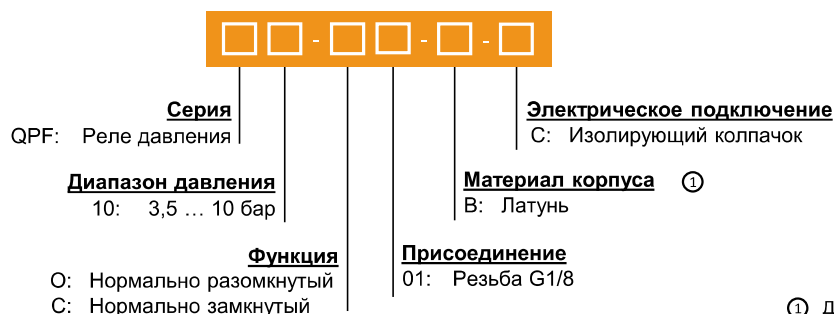 Серия
QPF: Реле давления
Электрическое подключение
C: Изолирующий колпачок
Диапазон давления
10: 3,5 … 10 бар
Материал корпуса ①
B: Латунь
Функция
O: Нормально разомкнутый
C: Нормально замкнутый
Присоединение
01: Резьба G1/8
①